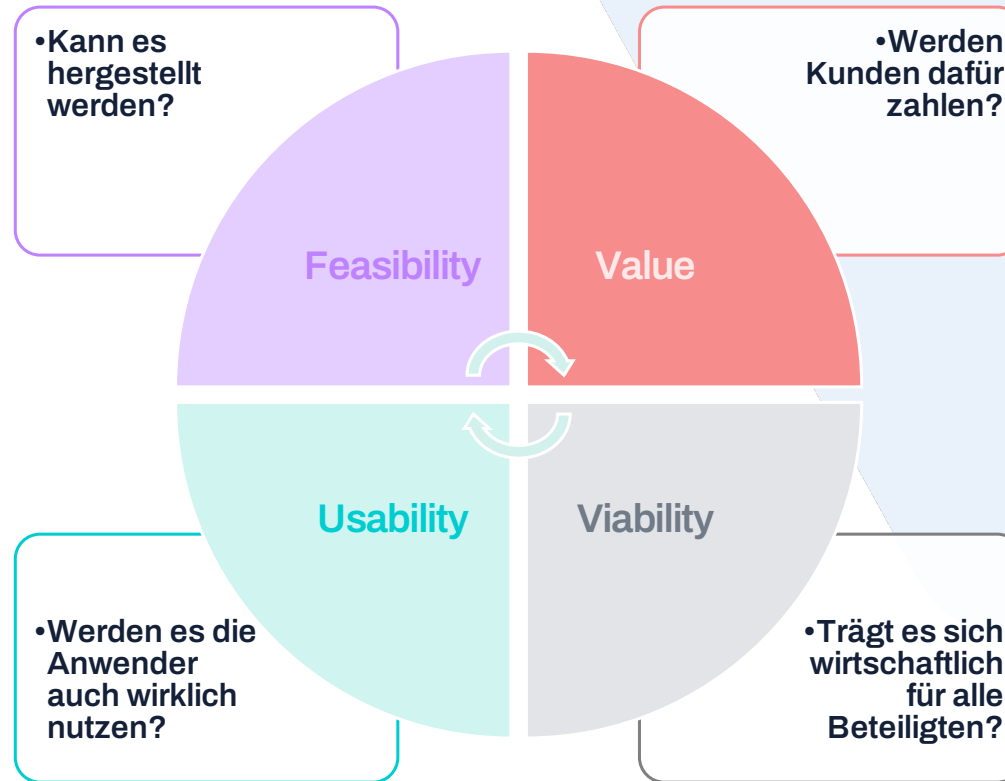 •Kann es
hergestellt
werden?
•Werden
Kunden dafür
zahlen?
Feasibility
Value
Usability
Viability
•Werden es die
Anwender
auch wirklich
nutzen?
•Trägt es sich
wirtschaftlich
für alle
Beteiligten?